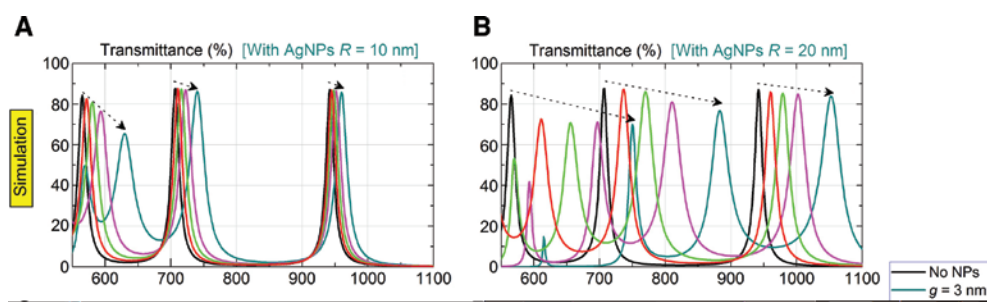 A
Transmittance (%) [With AgNPs R = 10 nm]
100
80
60
40
20
0
600 700 800 900 1000 1100
Simulation
B
Transmittance (%) [With AgNPs R = 20 nm]
100
80
60
40
20
0
600 700 800 900 1000 1100
No NPs
g = 3 nm